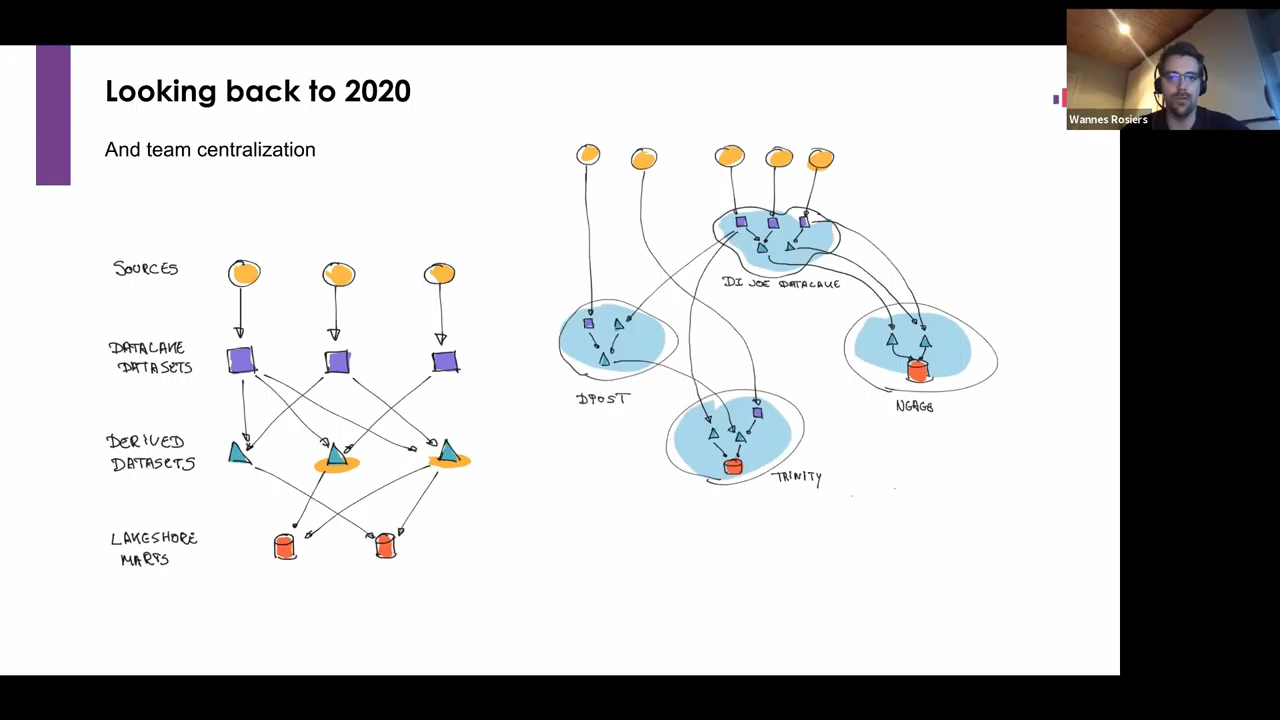 Looking back to 2020
And team centralization
Wannes Rosiers
SOURCES
DATALAKE
DATASETS
DERIVED
DATASETS
LAKESHORE
MARTS
DI JOE DATALAKE
DPOST
NGAGE
TRINITY